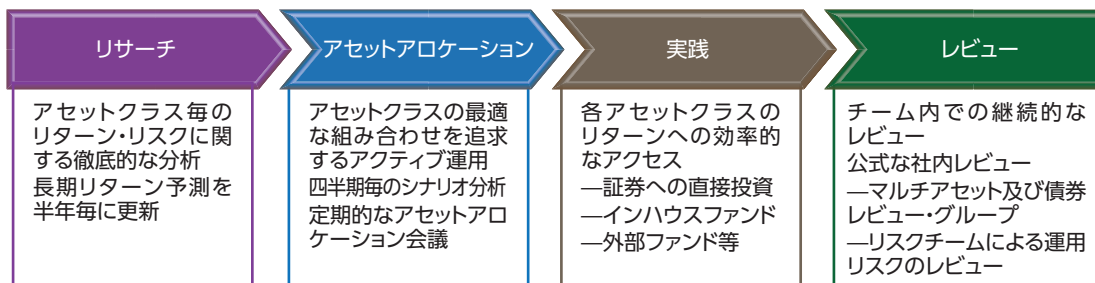 リサーチ
アセットクラス毎の
リターン・リスクに関
する徹底的な分析
長期リターン予測を
半年毎に更新
アセットアロケーション
アセットクラスの最適
な組み合わせを追求
するアクティブ運用
四半期毎のシナリオ分析
定期的なアセットアロ
ケーション会議
実践
各アセットクラスの
リターンへの効率的
なアクセス
―証券への直接投資
―インハウスファンド
―外部ファンド等
レビュー
チーム内での継続的な
レビュー
公式な社内レビュー
―マルチアセット及び債券
レビュー・グループ
―リスクチームによる運用
リスクのレビュー